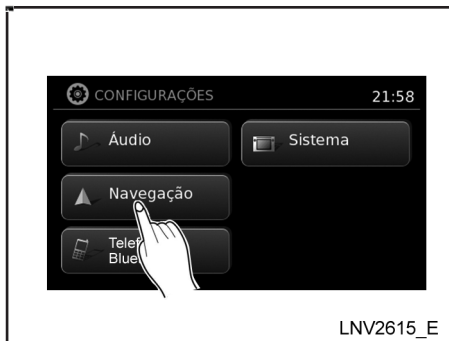 CONFIGURAÇÕES 21:58
Áudio Sistema
Navegação
LNV2615_E